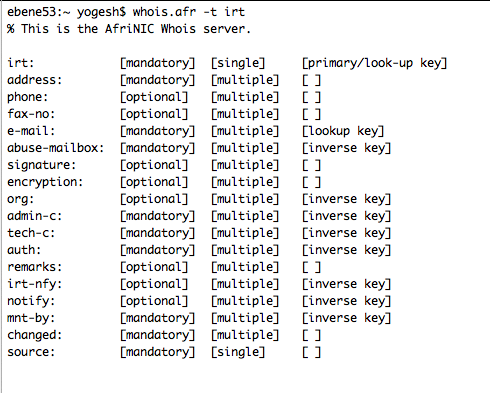 ebene53:~ yogesh$ whois.afr -t irt
% This is the AfriNIC Whois server.

irt:            [mandatory]  [single]     [primary/look-up key]
address:        [mandatory]  [multiple]   [ ]
phone:          [optional]   [multiple]   [ ]
fax-no:         [optional]   [multiple]   [ ]
e-mail:         [mandatory]  [multiple]   [lookup key]
abuse-mailbox:  [mandatory]  [multiple]   [inverse key]
signature:      [optional]   [multiple]   [ ]
encryption:     [optional]   [multiple]   [ ]
org:            [optional]   [multiple]   [inverse key]
admin-c:        [mandatory]  [multiple]   [inverse key]
tech-c:         [mandatory]  [multiple]   [inverse key]
auth:           [mandatory]  [multiple]   [inverse key]
remarks:        [optional]   [multiple]   [ ]
irt-nfy:        [optional]   [multiple]   [inverse key]
notify:         [optional]   [multiple]   [inverse key]
mnt-by:         [mandatory]  [multiple]   [inverse key]
changed:        [mandatory]  [multiple]   [ ]
source:         [mandatory]  [single]     [ ]